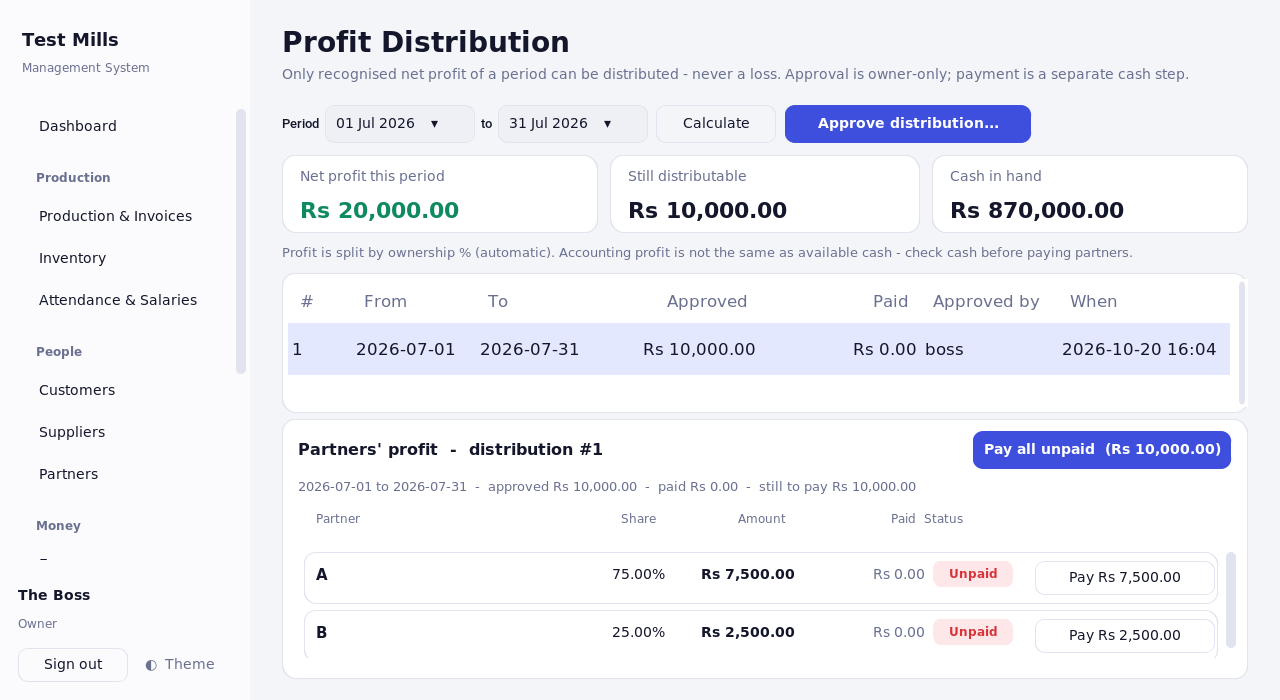 Test Mills
Management System
Dashboard
Production
Production & Invoices
Inventory
Attendance & Salaries
People
Customers
Suppliers
Partners
Money
The Boss
Owner
Sign out
◐ Theme
Profit Distribution
Only recognised net profit of a period can be distributed - never a loss. Approval is owner-only; payment is a separate cash step.
Period 01 Jul 2026 ▾ to 31 Jul 2026 ▾ Calculate Approve distribution...
Net profit this period Still distributable Cash in hand
Rs 20,000.00 Rs 10,000.00 Rs 870,000.00
Profit is split by ownership % (automatic). Accounting profit is not the same as available cash - check cash before paying partners.
# From To Approved Paid Approved by When
1 2026-07-01 2026-07-31 Rs 10,000.00 Rs 0.00 boss 2026-10-20 16:04
Partners' profit - distribution #1 Pay all unpaid (Rs 10,000.00)
2026-07-01 to 2026-07-31 - approved Rs 10,000.00 - paid Rs 0.00 - still to pay Rs 10,000.00
Partner Share Amount Paid Status
A 75.00% Rs 7,500.00 Rs 0.00 Unpaid Pay Rs 7,500.00
B 25.00% Rs 2,500.00 Rs 0.00 Unpaid Pay Rs 2,500.00